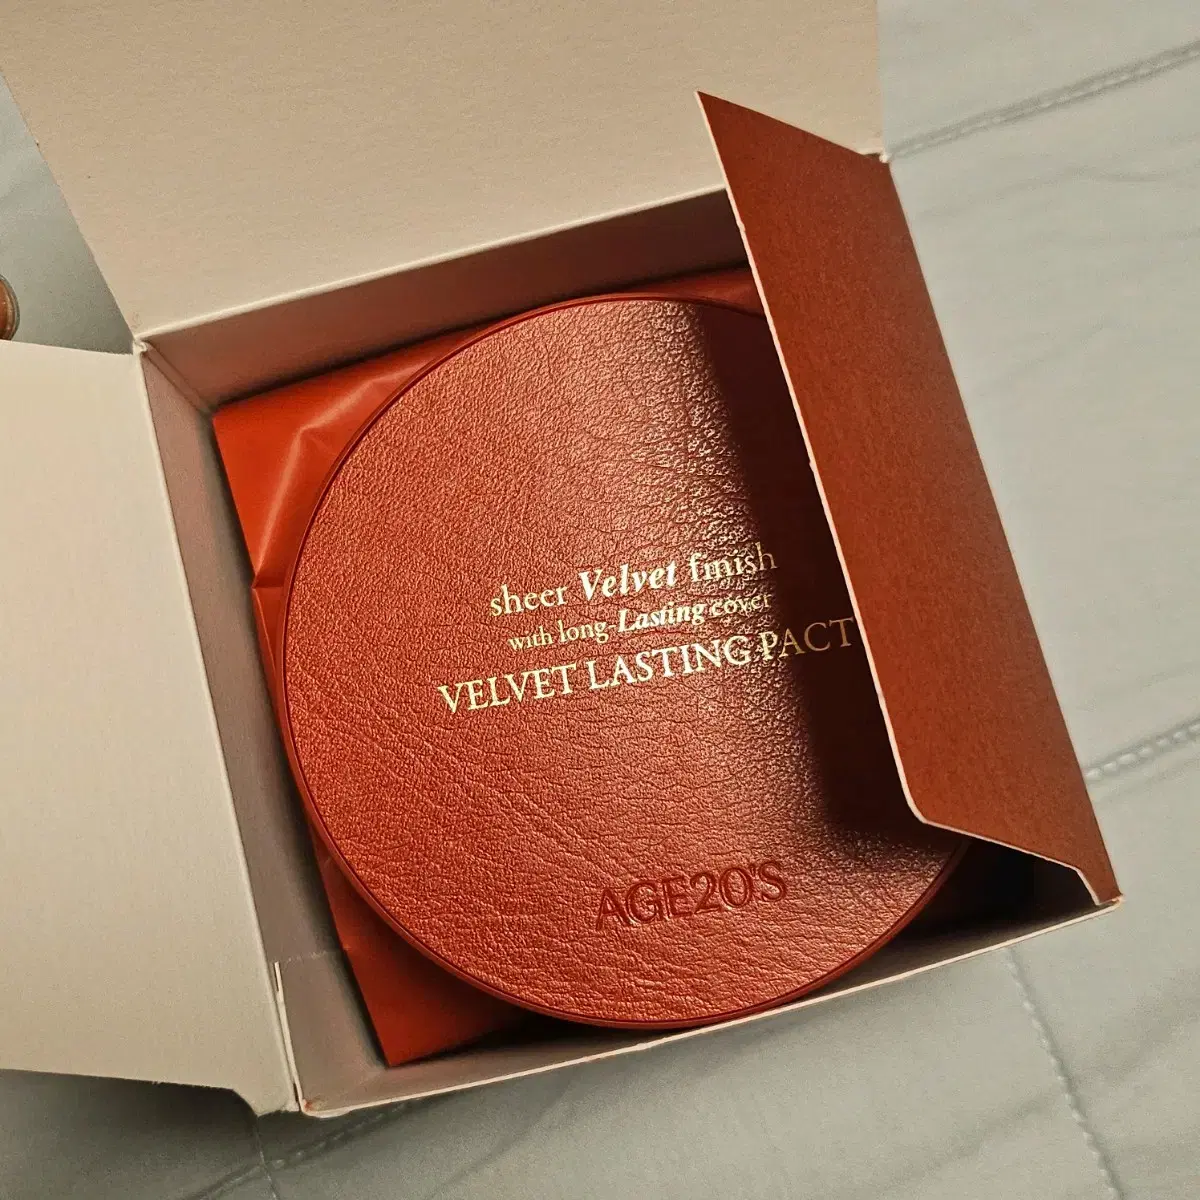 sheer Velvet finish
with long-Lasting cover
VELVET LASTING PACT
AGE20'S